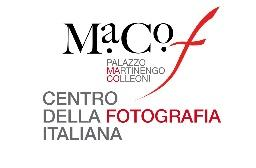 MaCof
PALAZZO
MARTINENGO
COLLEONI
CENTRO
DELLA FOTOGRAFIA
ITALIANA